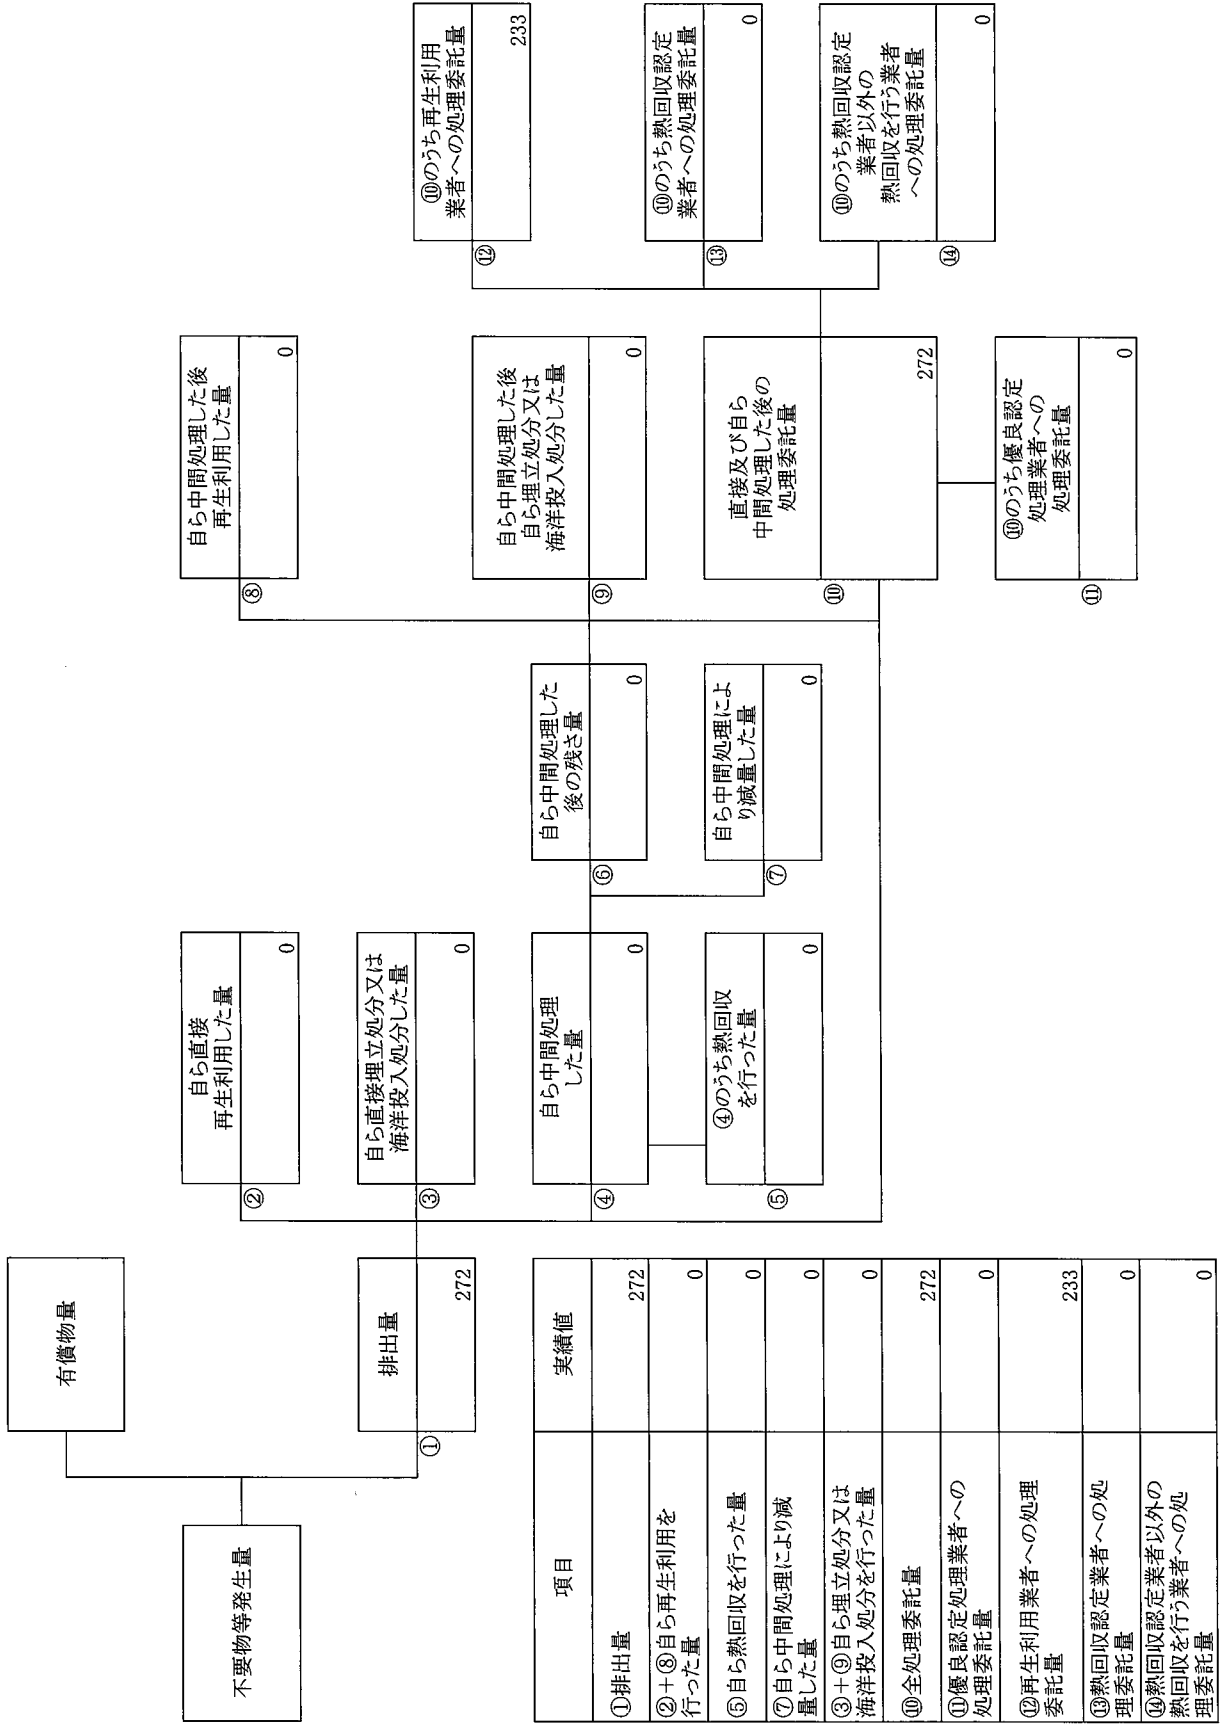 不要物等発生量
有償物量
①
排出量
272
②
自ら直接
再生利用した量
0
③
自ら直接埋立処分又は
海洋投入処分した量
0
④
自ら中間処理
した量
0
⑤
④のうち熱回収
を行った量
0
⑥
自ら中間処理した
後の残さ量
0
⑦
自ら中間処理によ
り減量した量
0
⑧
自ら中間処理した後
再生利用した量
0
⑨
自ら中間処理した後
自ら埋立処分又は
海洋投入処分した量
0
⑩
直接及び自ら
中間処理した後の
処理委託量
272
⑪
⑩のうち優良認定
処理業者への
処理委託量
0
⑫
⑩のうち再生利用
業者への処理委託量
233
⑬
⑩のうち熱回収認定
業者への処理委託量
0
⑭
⑩のうち熱回収認定
業者以外の
熱回収を行う業者
への処理委託量
0
項目 実績値
①排出量 272
②+⑧自ら再生利用を
行った量 0
⑤自ら熱回収を行った量 0
⑦自ら中間処理により減
量した量 0
③+⑨自ら埋立処分又は
海洋投入処分を行った量 0
⑩全処理委託量 272
⑪優良認定処理業者への
処理委託量 0
⑫再生利用業者への処理
委託量 233
⑬熱回収認定業者への処
理委託量 0
⑭熱回収認定業者以外の
熱回収を行う業者への処
理委託量 0